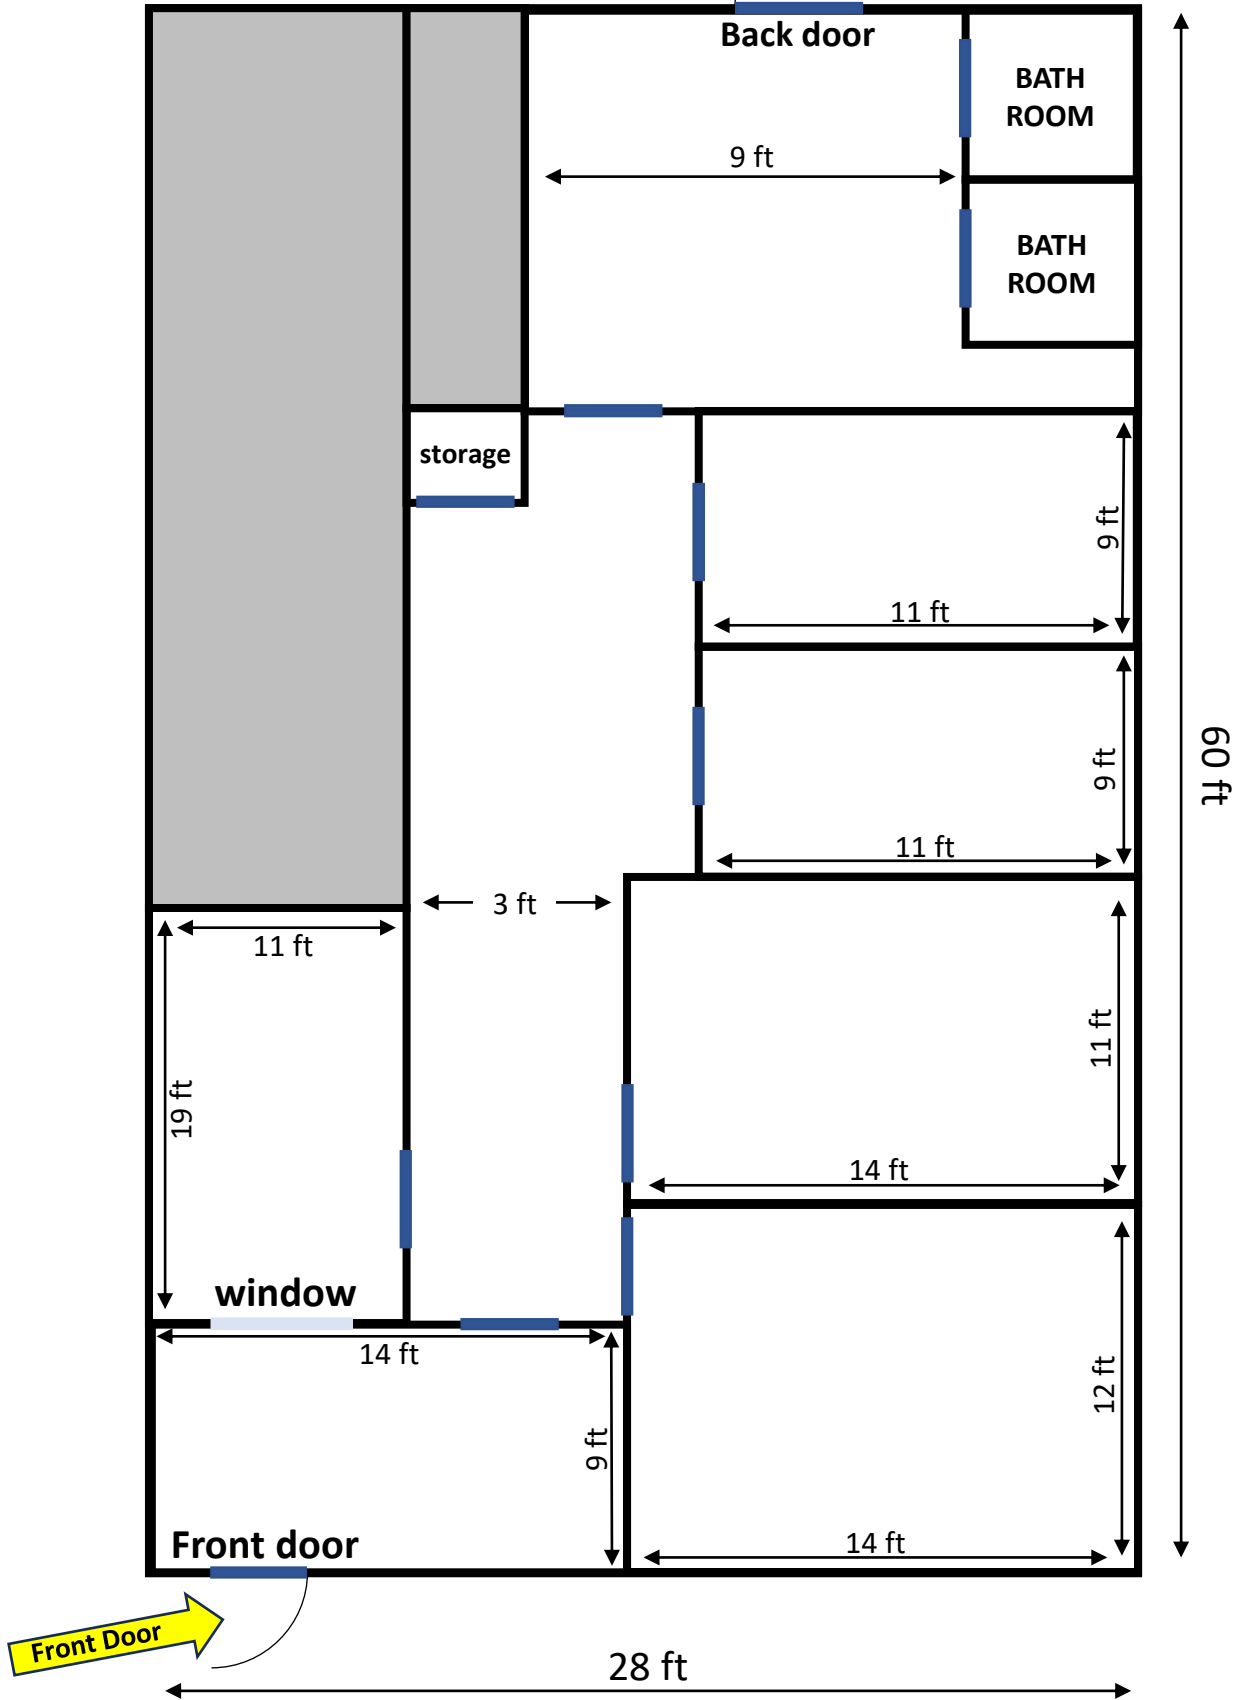 Back door
BATH
ROOM
9 ft
BATH
ROOM
storage
9 ft
11 ft
9 ft
11 ft
60 ft
3 ft
11 ft
11 ft
19 ft
14 ft
window
14 ft
12 ft
9 ft
Front door
14 ft
Front Door
28 ft